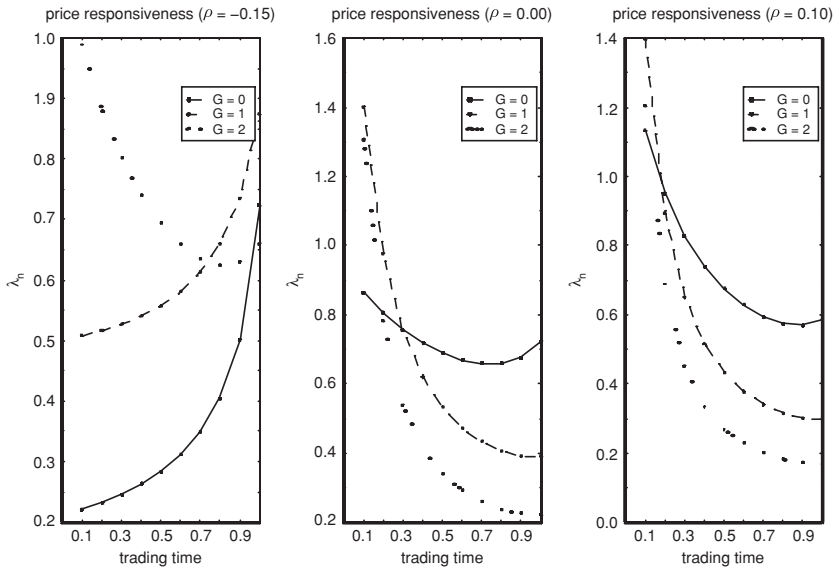 price responsiveness (ρ = −0.15)
1.0
1.9
0.8
0.7
0.6
0.5
0.4
0.3
0.2
λn
G = 0
G = 1
G = 2
0.1 0.3 0.5 0.7 0.9
trading time
price responsiveness (ρ = 0.00)
1.6
1.4
1.2
1.0
0.8
0.6
0.4
0.2
λn
G = 0
G = 1
G = 2
0.1 0.3 0.5 0.7 0.9
trading time
price responsiveness (ρ = 0.10)
1.4
1.2
1.0
0.8
0.6
0.4
0.2
0.0
λn
G = 0
G = 1
G = 2
0.1 0.3 0.5 0.7 0.9
trading time